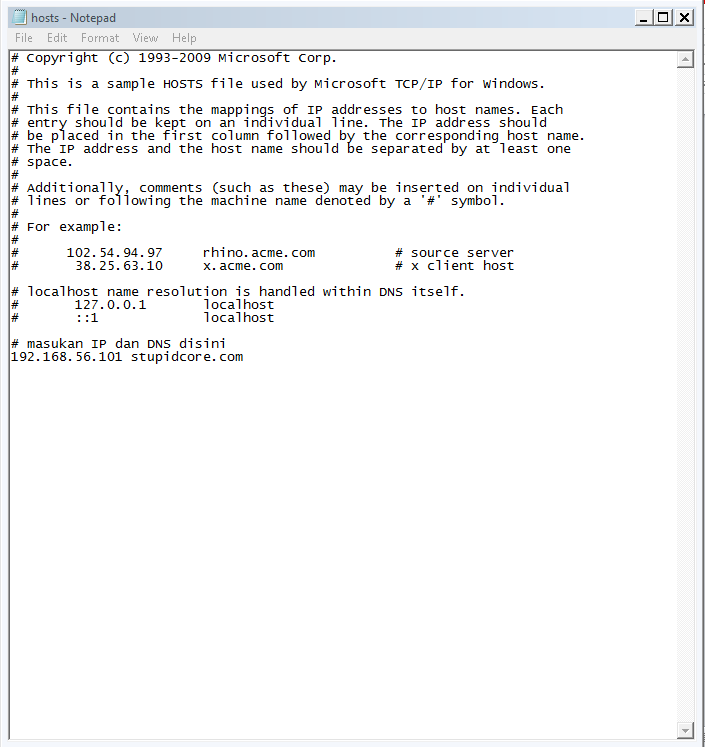 hosts - Notepad
File Edit Format View Help
# Copyright (c) 1993-2009 Microsoft Corp.
#
# This is a sample HOSTS file used by Microsoft TCP/IP for Windows.
#
# This file contains the mappings of IP addresses to host names. Each
# entry should be kept on an individual line. The IP address should
# be placed in the first column followed by the corresponding host name.
# The IP address and the host name should be separated by at least one
# space.
#
# Additionally, comments (such as these) may be inserted on individual
# lines or following the machine name denoted by a '#' symbol.
#
# For example:
#
#      102.54.94.97     rhino.acme.com          # source server
#       38.25.63.10     x.acme.com              # x client host

# localhost name resolution is handled within DNS itself.
#       127.0.0.1       localhost
#       ::1             localhost

# masukan IP dan DNS disini
192.168.56.101 stupidcore.com